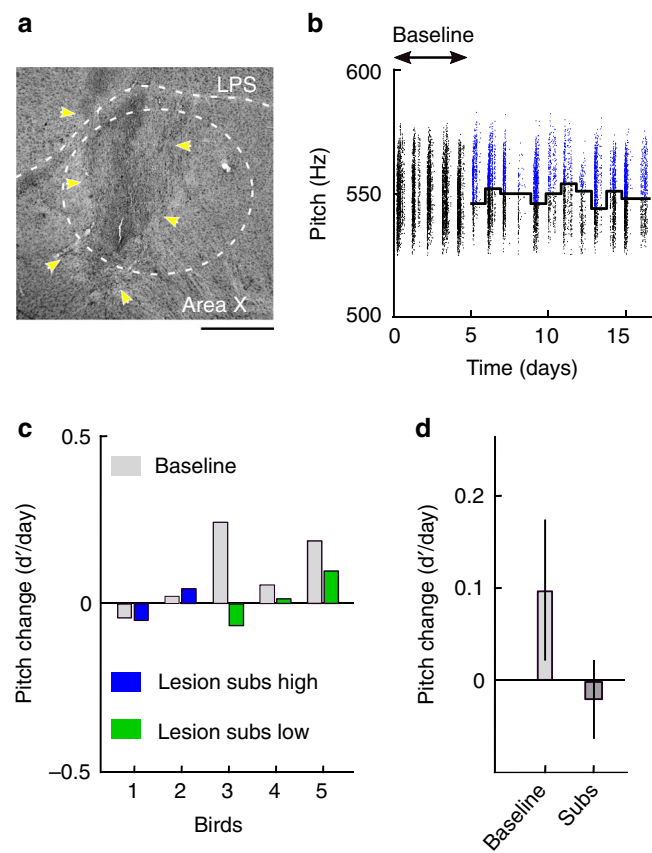 a
LPS
Area X
b
Baseline
600
550
500
Pitch (Hz)
0 5 10 15
Time (days)
c
0.5
0
–0.5
Pitch change (d′/day)
Baseline
Lesion subs high
Lesion subs low
1 2 3 4 5
Birds
d
0.2
0.1
0
Pitch change (d′/day)
Baseline
Subs